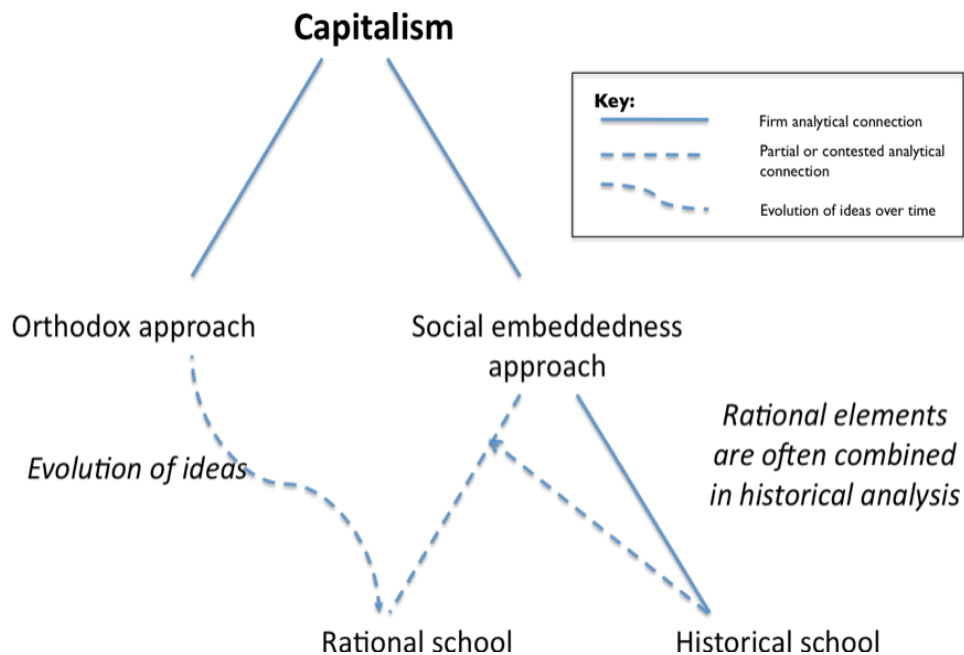 Capitalism
Key:
Firm analytical connection
Partial or contested analytical
connection
Evolution of ideas over time
Orthodox approach
Social embeddedness
approach
Evolution of ideas
Rational elements
are often combined
in historical analysis
Rational school
Historical school